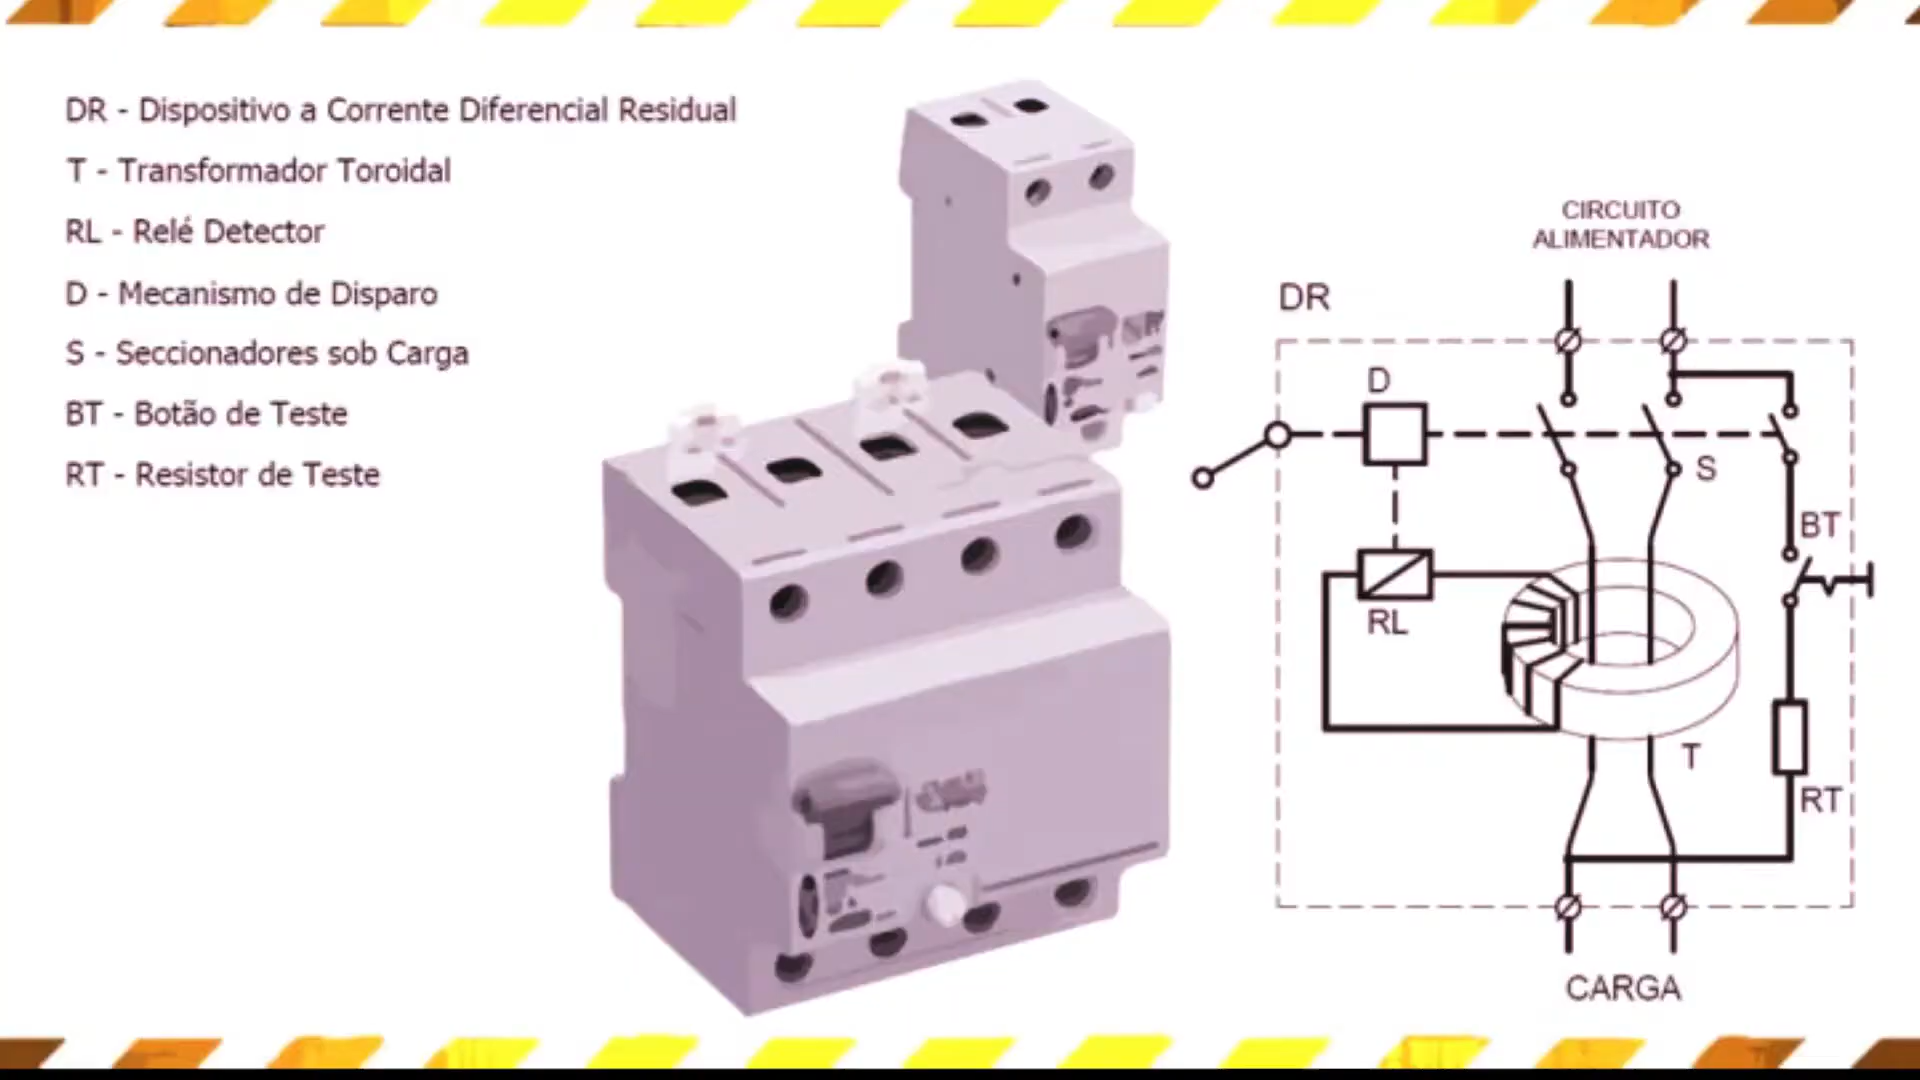 DR - Dispositivo a Corrente Diferencial Residual
T - Transformador Toroidal
RL - Relé Detector
D - Mecanismo de Disparo
S - Seccionadores sob Carga
BT - Botão de Teste
RT - Resistor de Teste
CIRCUITO
ALIMENTADOR
DR
D
S
BT
RL
T
RT
CARGA